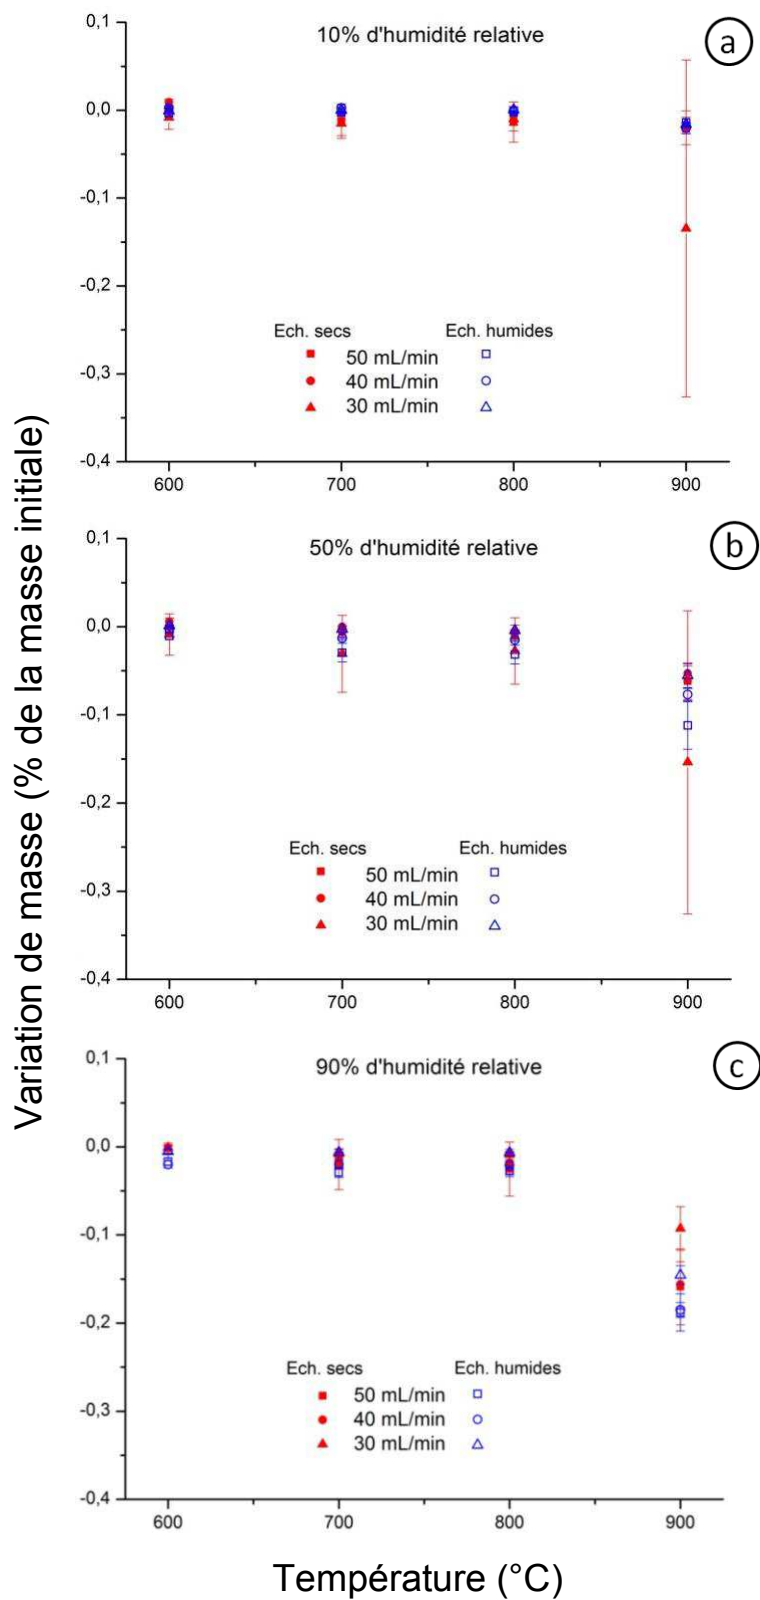 Variation de masse (% de la masse initiale)
10% d'humidité relative
a
0,1
0,0
-0,1
-0,2
-0,3
-0,4
Ech. secs Ech. humides
50 mL/min
40 mL/min
30 mL/min
600 700 800 900
50% d'humidité relative
b
0,1
0,0
-0,1
-0,2
-0,3
-0,4
Ech. secs Ech. humides
50 mL/min
40 mL/min
30 mL/min
600 700 800 900
90% d'humidité relative
c
0,1
0,0
-0,1
-0,2
-0,3
-0,4
Ech. secs Ech. humides
50 mL/min
40 mL/min
30 mL/min
600 700 800 900
Température (°C)